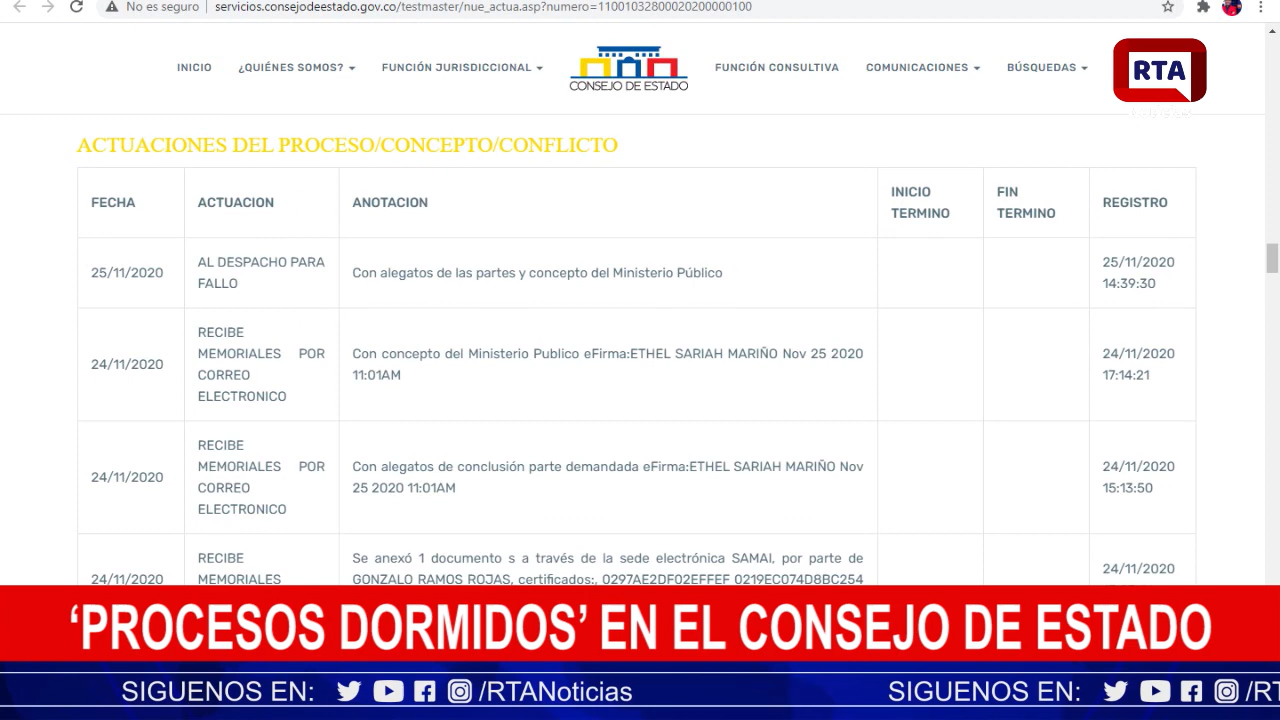 No es seguro
servicios.consejodeestado.gov.co/testmaster/nue_actua.asp?numero=11001032800020200000100
INICIO
¿QUIÉNES SOMOS?
FUNCIÓN JURISDICCIONAL
CONSEJO DE ESTADO
FUNCIÓN CONSULTIVA
COMUNICACIONES
BÚSQUEDAS
RTA
ACTUACIONES DEL PROCESO/CONCEPTO/CONFLICTO
FECHA
ACTUACION
ANOTACION
INICIO
TERMINO
FIN
TERMINO
REGISTRO
25/11/2020
AL DESPACHO PARA
FALLO
Con alegatos de las partes y concepto del Ministerio Público
25/11/2020
14:39:30
24/11/2020
RECIBE
MEMORIALES POR
CORREO
ELECTRONICO
Con concepto del Ministerio Publico eFirma:ETHEL SARIAH MARIÑO Nov 25 2020
11:01AM
24/11/2020
17:14:21
24/11/2020
RECIBE
MEMORIALES POR
CORREO
ELECTRONICO
Con alegatos de conclusión parte demandada eFirma:ETHEL SARIAH MARIÑO Nov
25 2020 11:01AM
24/11/2020
15:13:50
24/11/2020
RECIBE
MEMORIALES
Se anexó 1 documento s a través de la sede electrónica SAMAI, por parte de
GONZALO RAMOS ROJAS, certificados:, 0297AE2DF02EFFEF 0219EC074D8BC254
24/11/2020
‘PROCESOS DORMIDOS’ EN EL CONSEJO DE ESTADO
SIGUENOS EN: /RTANoticias
SIGUENOS EN: /RT